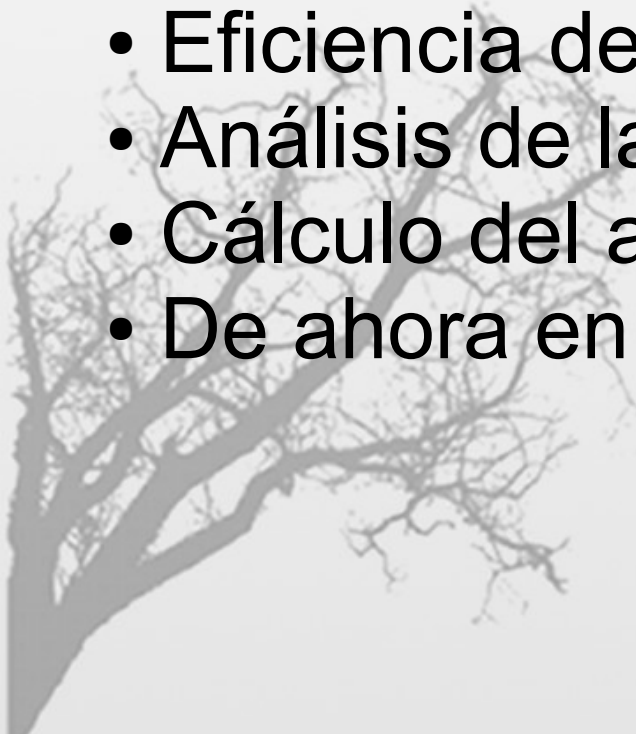 • Eficiencia de
• Análisis de la
• Cálculo del a
• De ahora en